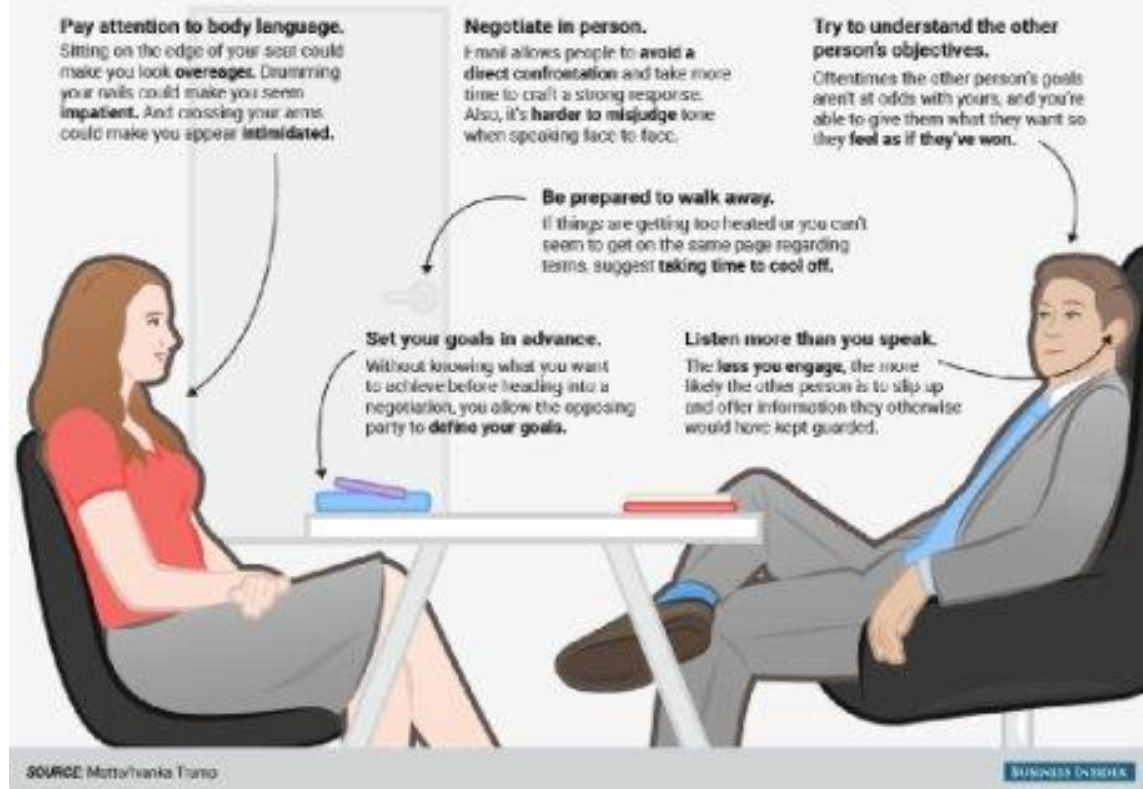 Pay attention to body language.
Sitting on the edge of your seat could
make you look overeager. Drumming
your nails could make you seem
impatient. And crossing your arms
could make you appear intimidated.
Negotiate in person.
Email allows people to avoid a
direct confrontation and take more
time to craft a strong response.
Also, it's harder to misjudge tone
when speaking face to face.
Try to understand the other
person's objectives.
Oftentimes the other person's goals
aren't at odds with yours, and you're
able to give them what they want so
they feel as if they've won.
Be prepared to walk away.
If things are getting too heated or you can't
seem to get on the same page regarding
terms, suggest taking time to cool off.
Set your goals in advance.
Without knowing what you want
to achieve before heading into a
negotiation, you allow the opposing
party to define your goals.
Listen more than you speak.
The less you engage, the more
likely the other person is to slip up
and offer information they otherwise
would have kept guarded.
SOURCE: Motto/Ivanka Trump
BUSINESS INSIDER